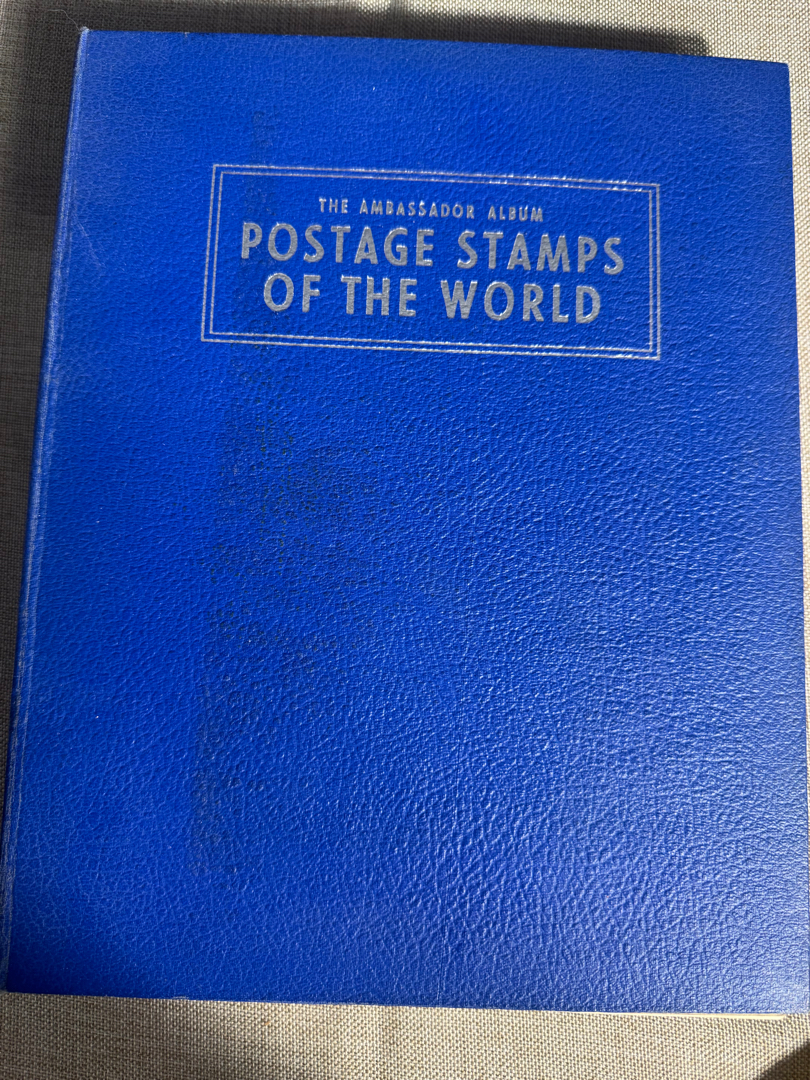 THE AMBASSADOR ALBUM
POSTAGE STAMPS
OF THE WORLD